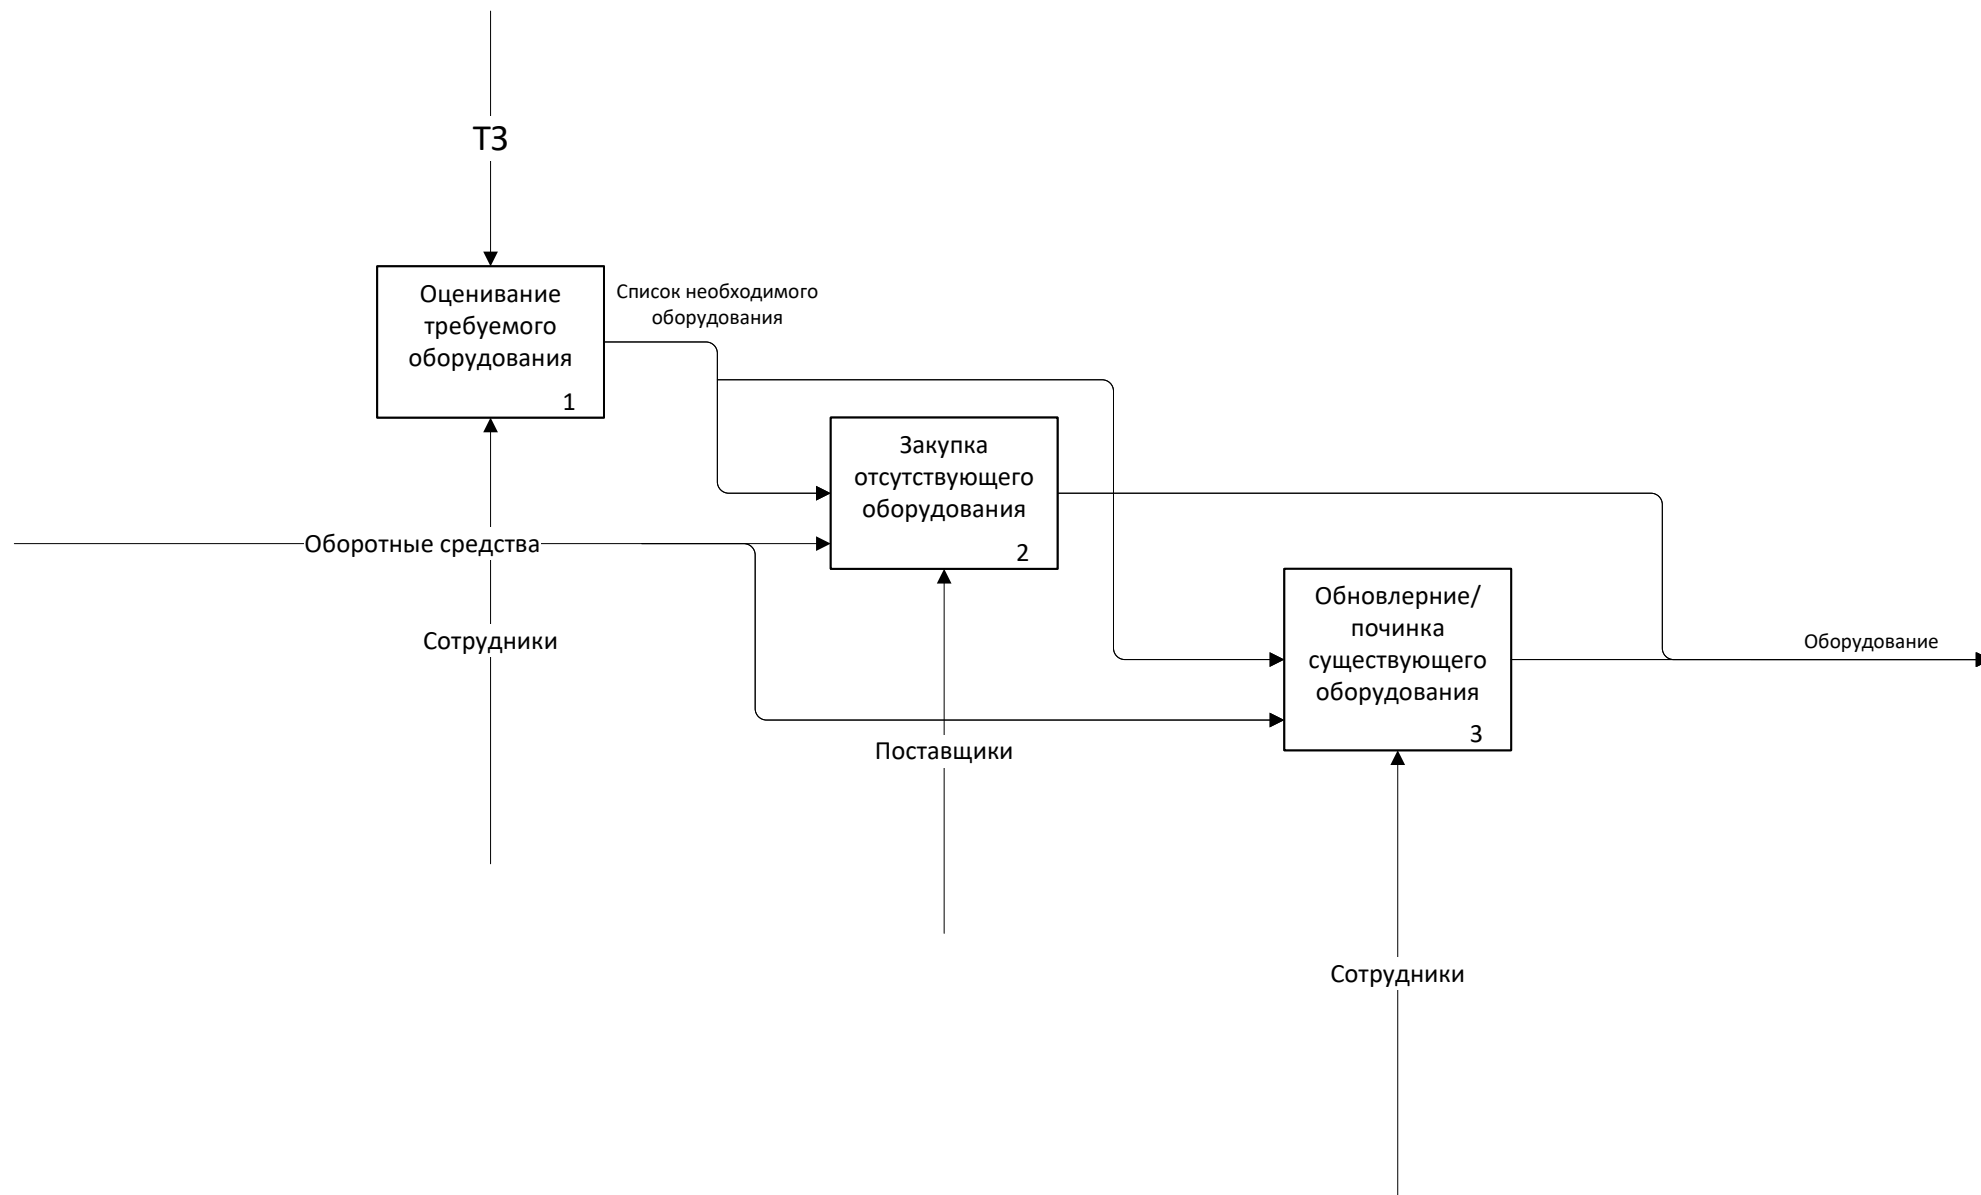 ТЗ
Оценивание
требуемого
оборудования
1
Список необходимого
оборудования
Закупка
отсутствующего
оборудования
2
Оборотные средства
Обновлерние/
починка
существующего
оборудования
3
Сотрудники
Оборудование
Поставщики
Сотрудники